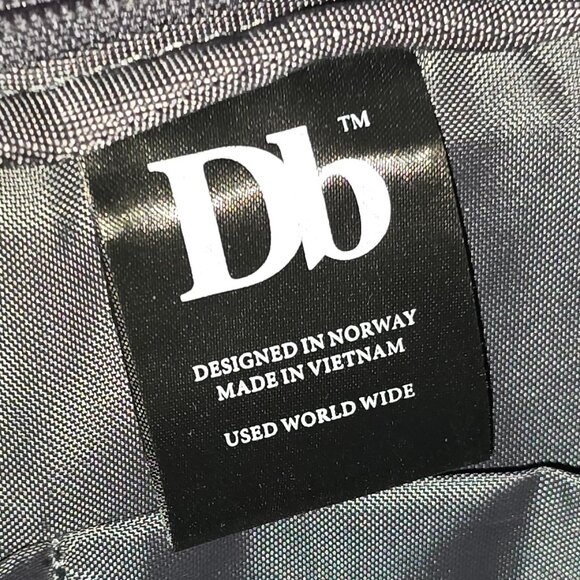 Db™
DESIGNED IN NORWAY
MADE IN VIETNAM
USED WORLD WIDE